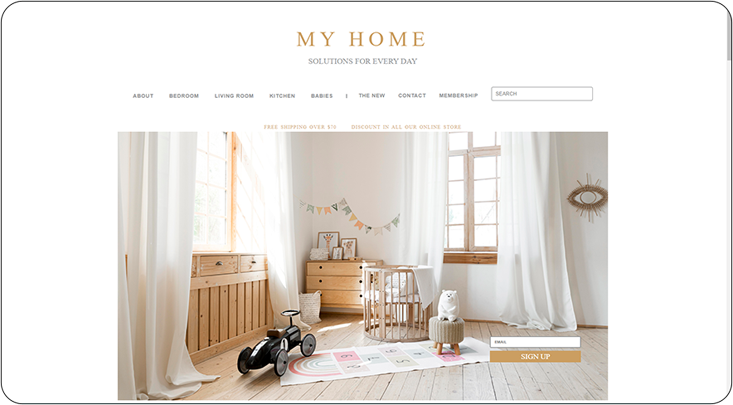 MY HOME
SOLUTIONS FOR EVERY DAY
ABOUT BEDROOM LIVING ROOM KITCHEN BABIES I THE NEW CONTACT MEMBERSHIP SEARCH
FREE SHIPPING OVER $70 DISCOUNT IN ALL OUR ONLINE STORE
EMAIL
SIGN UP